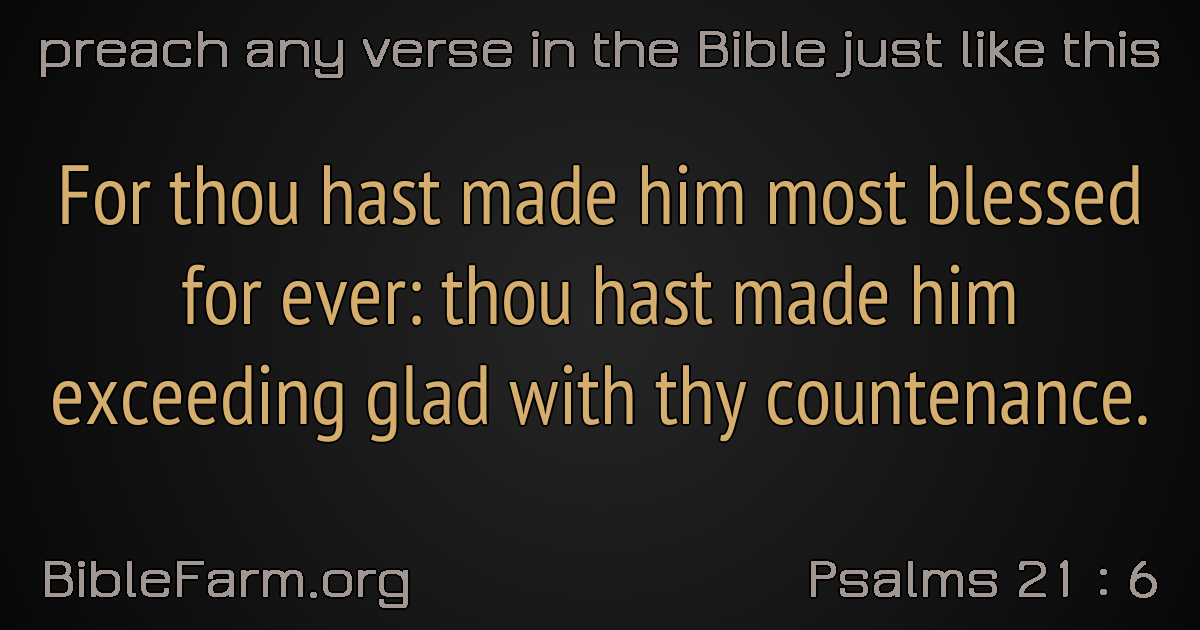 preach any verse in the Bible just like this
For thou hast made him most blessed
for ever: thou hast made him
exceeding glad with thy countenance.
BibleFarm.org
Psalms 21 : 6